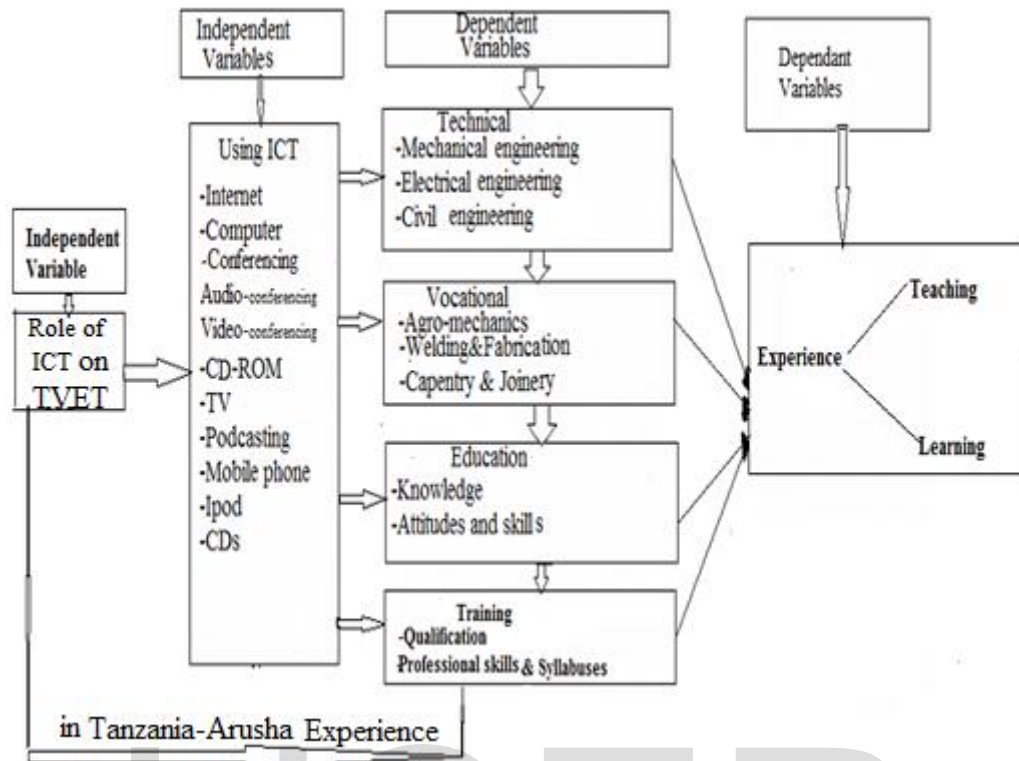 Independent
Variables
Dependent
Variables
Dependant
Variables
Independent
Variable
Role of
ICT on
TVET
Using ICT
-Internet
-Computer
-Conferencing
Audio-conferencing
Video-conferencing
-CD-ROM
-TV
-Podcasting
-Mobile phone
-Ipod
-CDs
Technical
-Mechanical engineering
-Electrical engineering
-Civil engineering
Vocational
-Agro-mechanics
-Welding&Fabrication
-Capentry & Joinery
Education
-Knowledge
-Attitudes and skills
Training
-Qualification
-Professional skills & Syllabuses
Experience
Teaching
Learning
in Tanzania-Arusha Experience